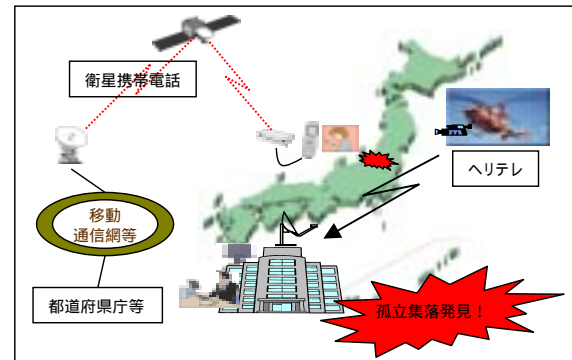 衛星携帯電話
ヘリテレ
移動
通信網等
都道府県庁等
孤立集落発見！